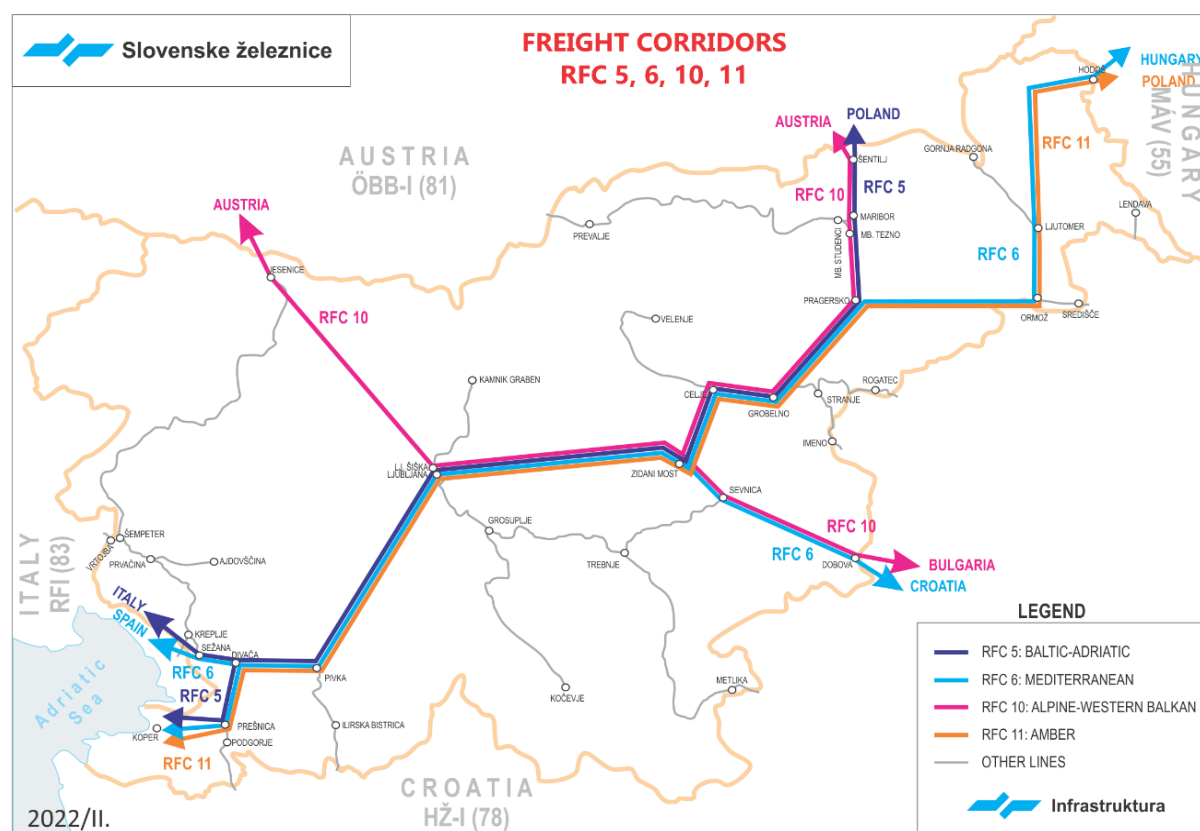 Slovenske železnice
FREIGHT CORRIDORS
RFC 5, 6, 10, 11
HUNGARY
POLAND
HODOŠ
HUNGARY
MÁV (55)
AUSTRIA
POLAND
AUSTRIA
ÖBB-I (81)
ŠENTILJ
GORNJA RADGONA
RFC 11
RFC 10
RFC 5
AUSTRIA
PREVALJE
MARIBOR
MB. STUDENCI
MB. TEZNO
LJUTOMER
LENDAVA
RFC 6
JESENICE
RFC 10
PRAGERSKO
VELENJE
ORMOŽ
SREDIŠČE
KAMNIK GRABEN
CELJE
GROBELNO
ROGATEC
STRANJE
IMENO
LJ. ŠIŠKA
LJUBLJANA
ZIDANI MOST
SEVNICA
GROSUPLJE
RFC 10
RFC 6
DOBOVA
BULGARIA
CROATIA
ITALY
RFI (83)
VRTOJBA
ŠEMPETER
PRVAČINA
AJDOVŠČINA
TREBNJE
ITALY
SPAIN
KREPLJE
SEŽANA
DIVAČA
RFC 6
PIVKA
RFC 5
KOČEVJE
METLIKA
Adriatic
Sea
KOPER
PREŠNICA
PODGORJE
ILIRSKA BISTRICA
RFC 11
CROATIA
HŽ-I (78)
LEGEND
RFC 5: BALTIC-ADRIATIC
RFC 6: MEDITERRANEAN
RFC 10: ALPINE-WESTERN BALKAN
RFC 11: AMBER
OTHER LINES
Infrastruktura
2022/II.